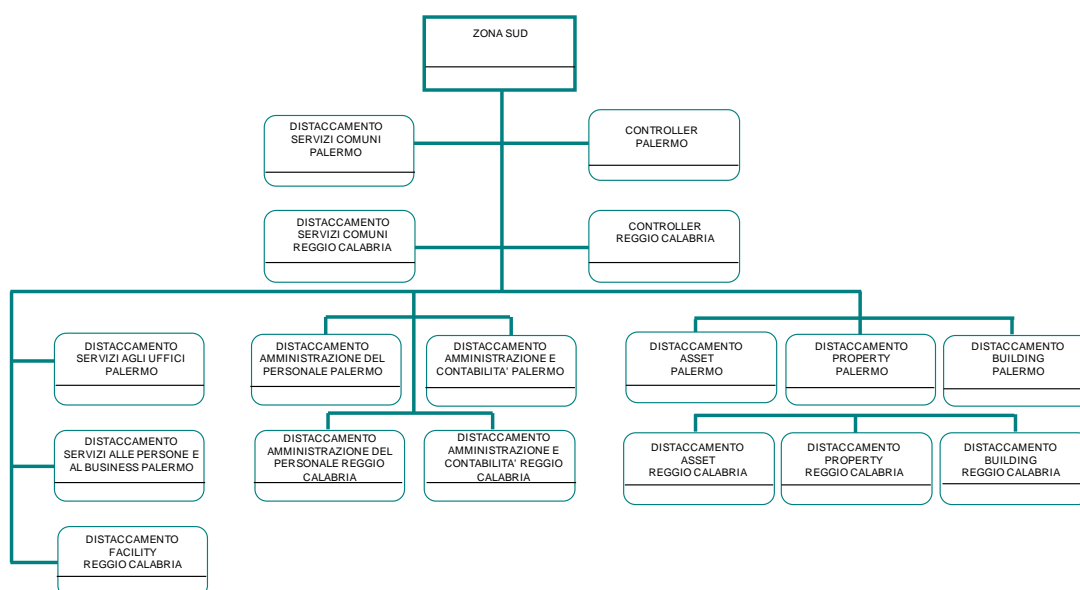 ZONA SUD
DISTACCAMENTO
SERVIZI COMUNI
PALERMO
CONTROLLER
PALERMO
DISTACCAMENTO
SERVIZI COMUNI
REGGIO CALABRIA
CONTROLLER
REGGIO CALABRIA
DISTACCAMENTO
SERVIZI AGLI UFFICI
PALERMO
DISTACCAMENTO
AMMINISTRAZIONE DEL
PERSONALE PALERMO
DISTACCAMENTO
AMMINISTRAZIONE E
CONTABILITA' PALERMO
DISTACCAMENTO
ASSET
PALERMO
DISTACCAMENTO
PROPERTY
PALERMO
DISTACCAMENTO
BUILDING
PALERMO
DISTACCAMENTO
SERVIZI ALLE PERSONE E
AL BUSINESS PALERMO
DISTACCAMENTO
AMMINISTRAZIONE DEL
PERSONALE REGGIO
CALABRIA
DISTACCAMENTO
AMMINISTRAZIONE E
CONTABILITA' REGGIO
CALABRIA
DISTACCAMENTO
ASSET
REGGIO CALABRIA
DISTACCAMENTO
PROPERTY
REGGIO CALABRIA
DISTACCAMENTO
BUILDING
REGGIO CALABRIA
DISTACCAMENTO
FACILITY
REGGIO CALABRIA